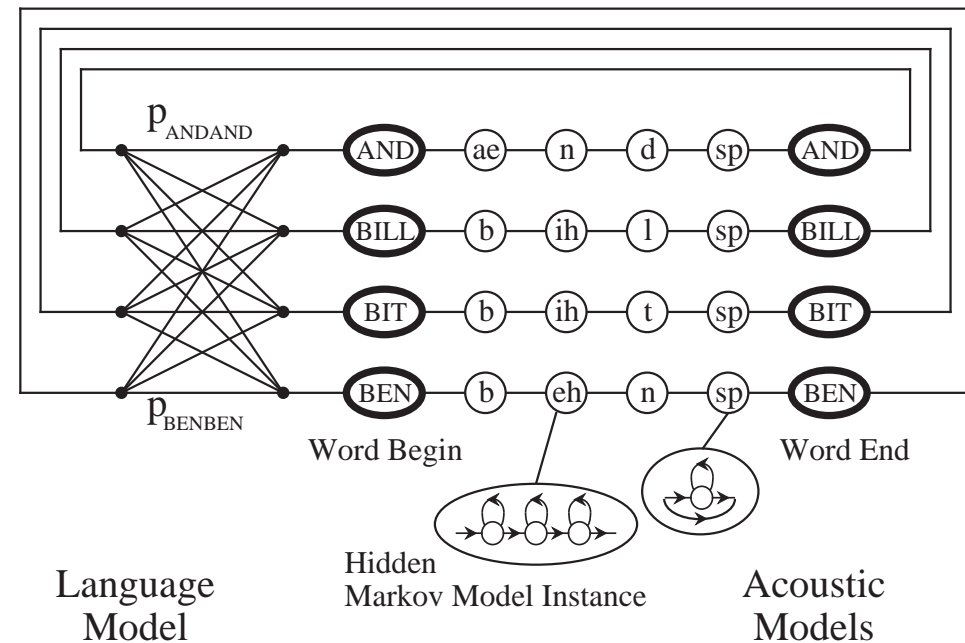 p_ANDAND
AND ae n d sp AND
BILL b ih l sp BILL
BIT b ih t sp BIT
BEN b eh n sp BEN
p_BENBEN
Word Begin
Word End
Hidden
Markov Model Instance
Language
Model
Acoustic
Models